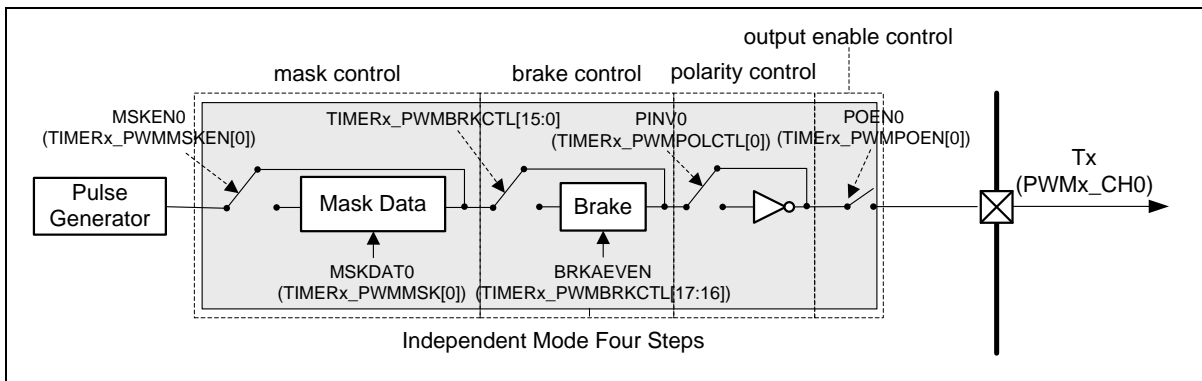 output enable control
mask control
brake control
polarity control
MSKEN0
(TIMERx_PWMMSKEN[0])
TIMERx_PWMBRKCTL[15:0]
PINV0
(TIMERx_PWMPOLCTL[0])
POEN0
(TIMErx_PWMPOEN[0])
Pulse
Generator
Mask Data
Brake
Tx
(PWMx_CH0)
MSKDAT0
(TIMERx_PWMMSK[0])
BRKAEVEN
(TIMERx_PWMBRKCTL[17:16])
Independent Mode Four Steps